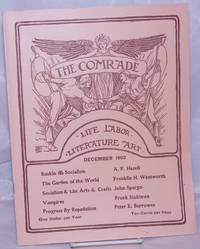 THE COMRADE
LIFE LABOR
LITERATURE ART
DECEMBER 1902
Ruskin & Socialism A. F. Hazell
The Garden of the World Franklin H. Wentworth
Socialism & the Arts & Crafts John Spargo
Vampires Frank Stuhlman
Progress By Repudiation Peter E. Burrowes
One Dollar per Year Ten Cents per Copy